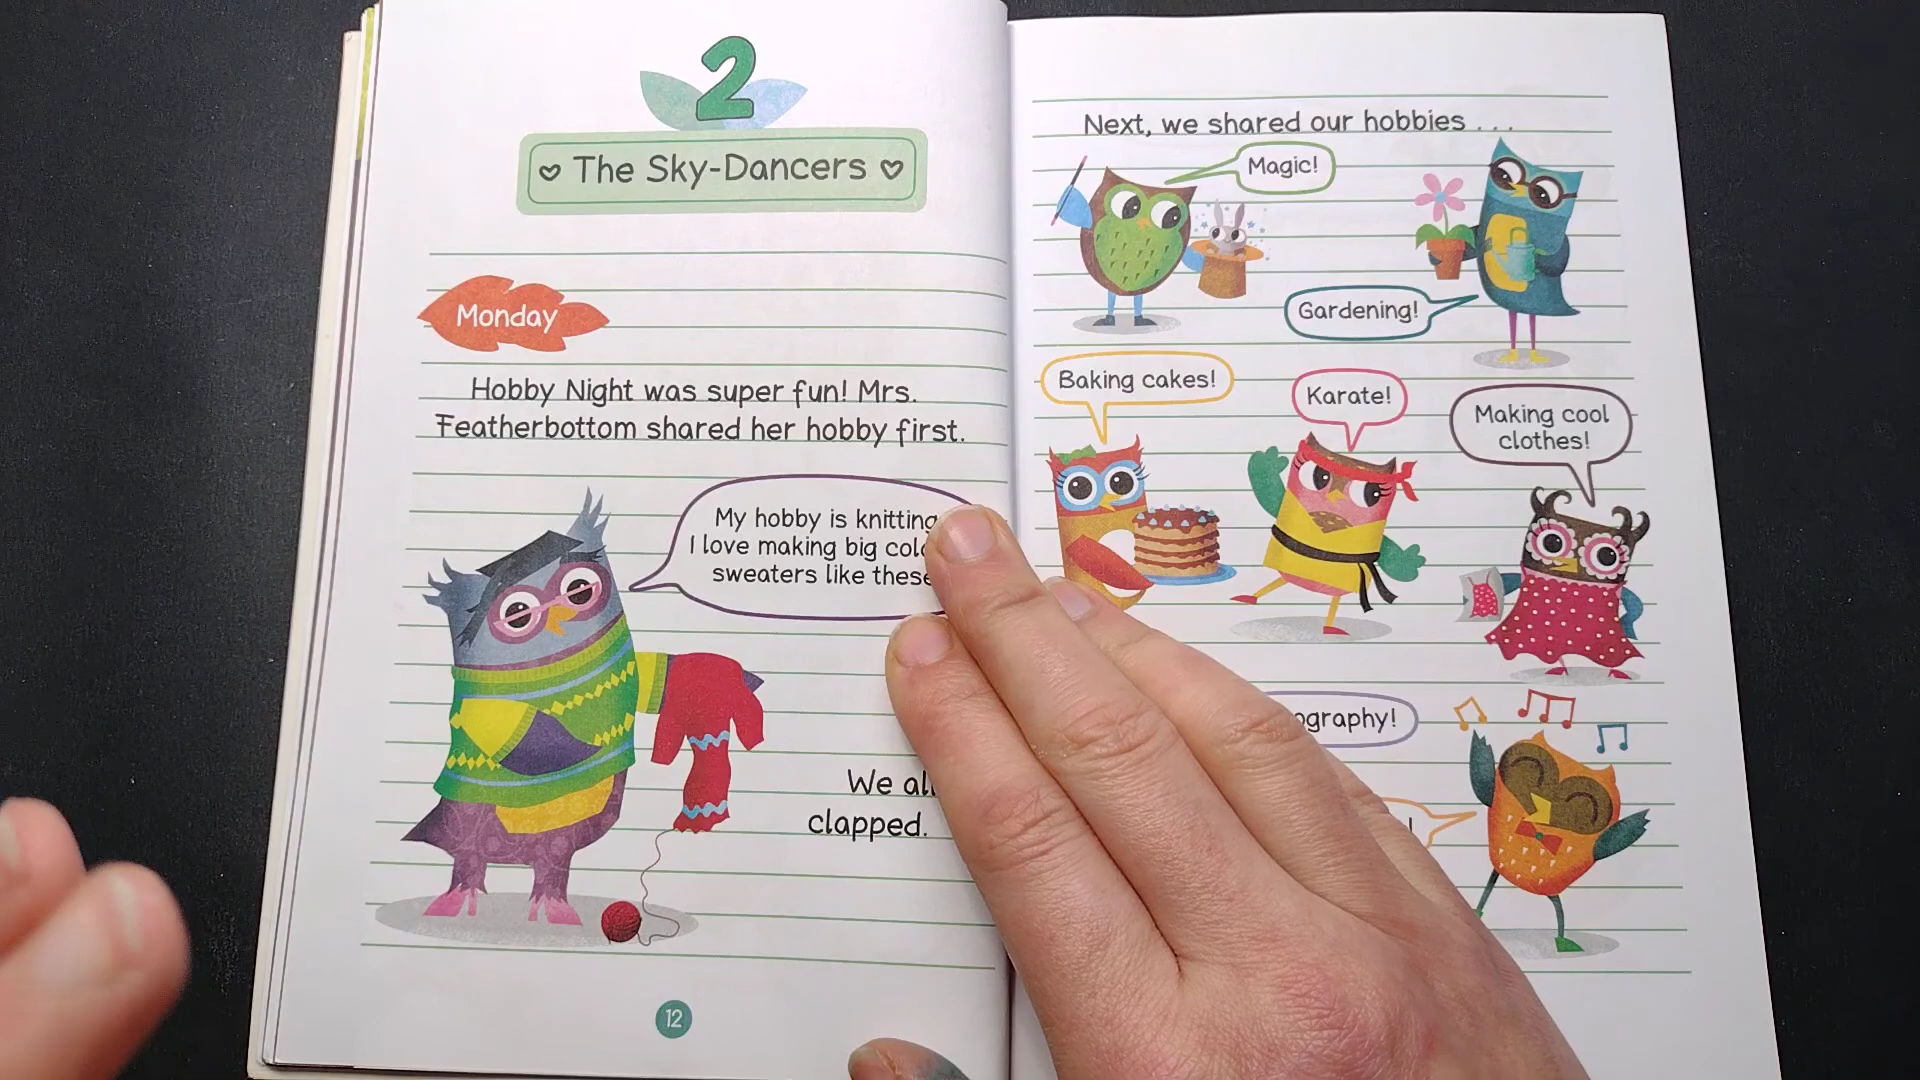 2
The Sky-Dancers
Monday
Hobby Night was super fun! Mrs.
Featherbottom shared her hobby first.
My hobby is knitting
I love making big
sweaters like these
We all
clapped.
12
Next, we shared our hobbies . . .
Magic!
Gardening!
Baking cakes!
Karate!
Making cool
clothes!
ography!
!